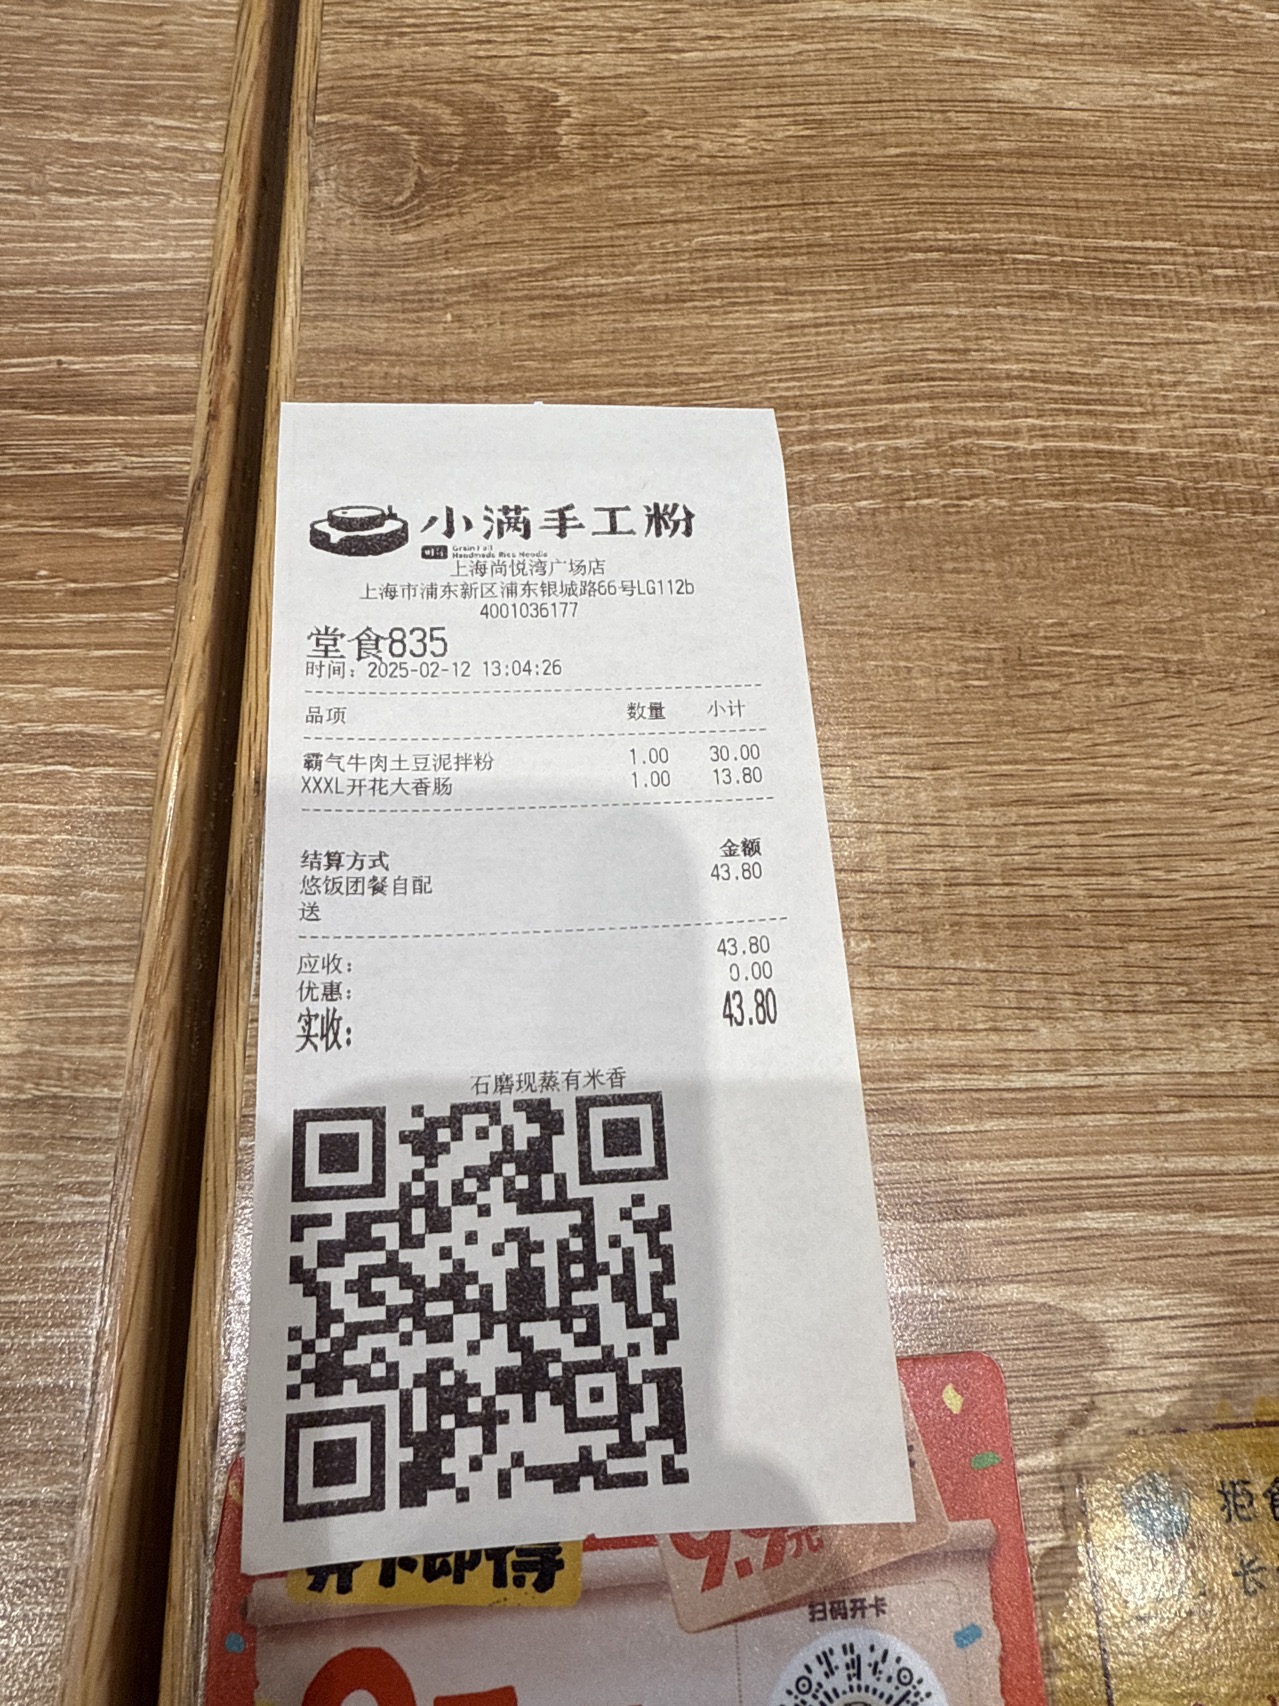 小满手工粉
Handmade Rice Noodle
上海尚悦湾广场店
上海市浦东新区浦东银城路66号LG112b
4001036177
堂食835
时间：2025-02-12 13:04:26
品项 数量 小计
霸气牛肉土豆泥拌粉 1.00 30.00
XXXL开花大香肠 1.00 13.80
结算方式 金额
悠饭团餐自配 43.80
送
应收： 43.80
优惠： 0.00
实收： 43.80
石磨现蒸有米香
开卡即得
9.9元
扫码开卡